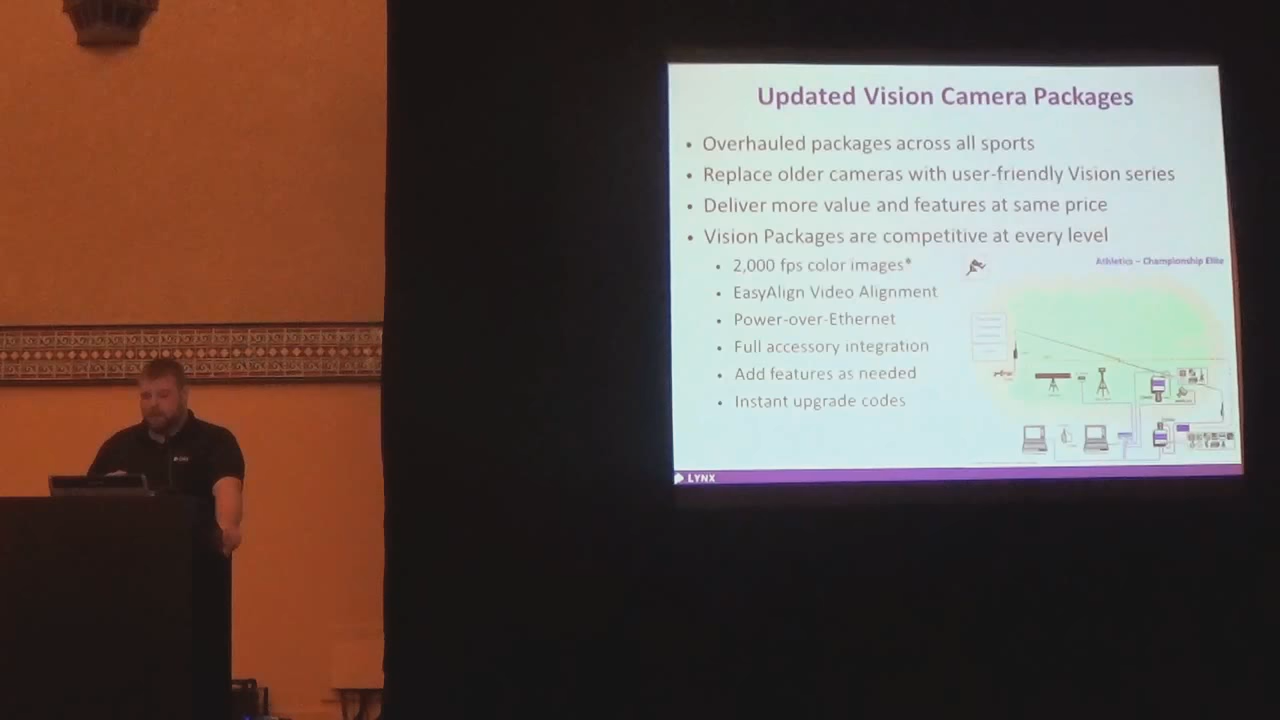 Updated Vision Camera Packages
• Overhauled packages across all sports
• Replace older cameras with user-friendly Vision series
• Deliver more value and features at same price
• Vision Packages are competitive at every level
• 2,000 fps color images*
Athletics – Championship Elite
• EasyAlign Video Alignment
• Power-over-Ethernet
• Full accessory integration
• Add features as needed
• Instant upgrade codes
LYNX